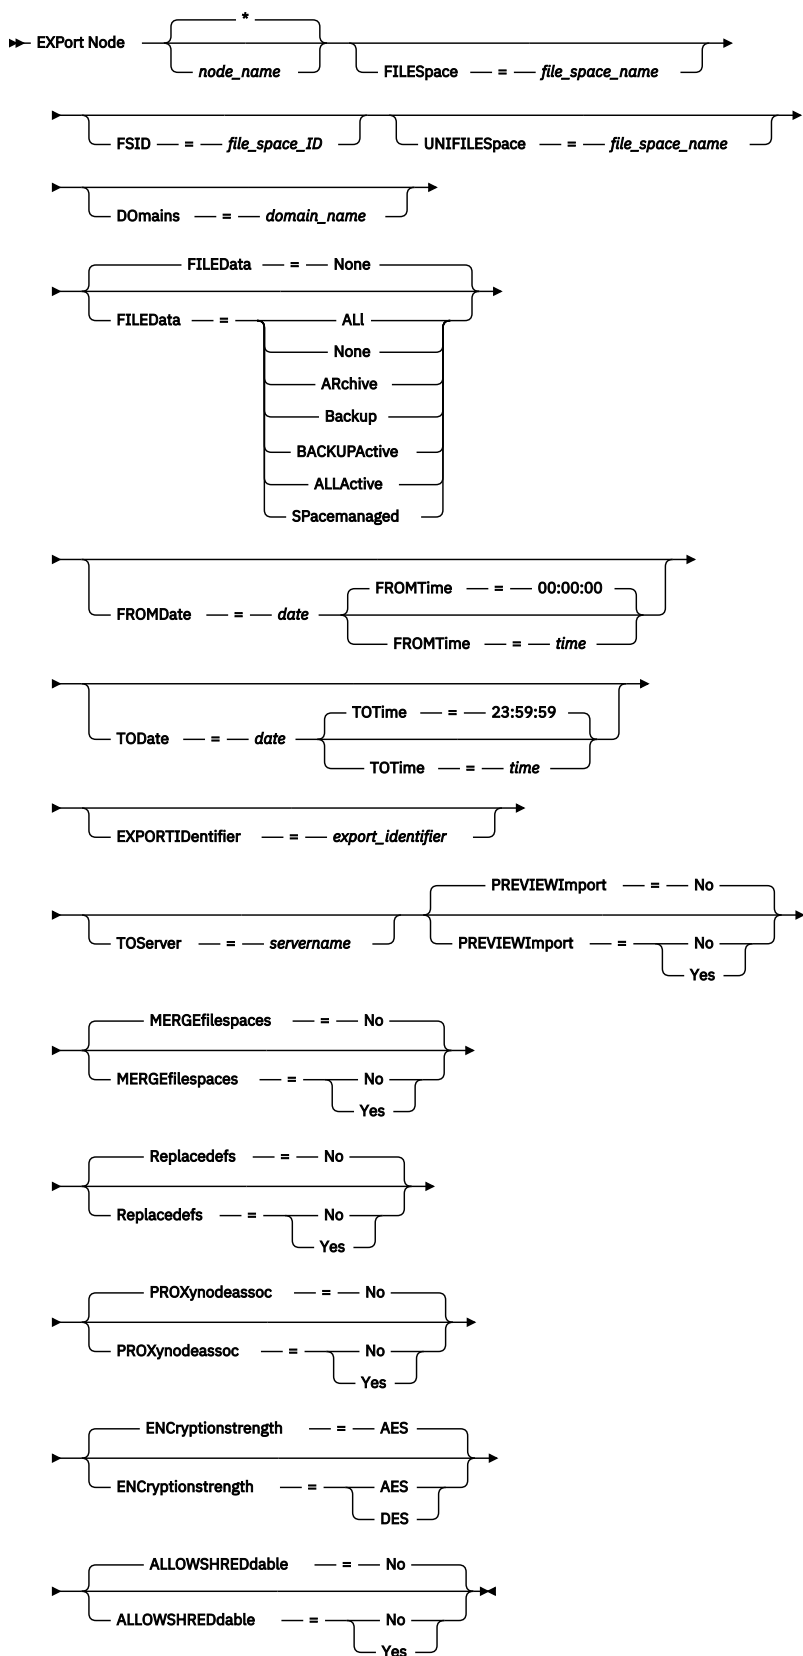 *
EXPort Node
node_name
FILESpace = file_space_name
FSID = file_space_ID
UNIFILESpace = file_space_name
DOmains = domain_name
FILEData = None
FILEData = ALl
None
ARchive
Backup
BACKUPActive
ALLActive
SPacemanaged
FROMTime = 00:00:00
FROMDate = date
FROMTime = time
TOTime = 23:59:59
TODate = date
TOTime = time
EXPORTIDentifier = export_identifier
PREVIEWImport = No
TOServer = servername
PREVIEWImport = No
Yes
MERGEfilespaces = No
MERGEfilespaces = No
Yes
Replacedefs = No
Replacedefs = No
Yes
PROXynodeassoc = No
PROXynodeassoc = No
Yes
ENCryptionstrength = AES
ENCryptionstrength = AES
DES
ALLOWSHREDdable = No
ALLOWSHREDdable = No
Yes